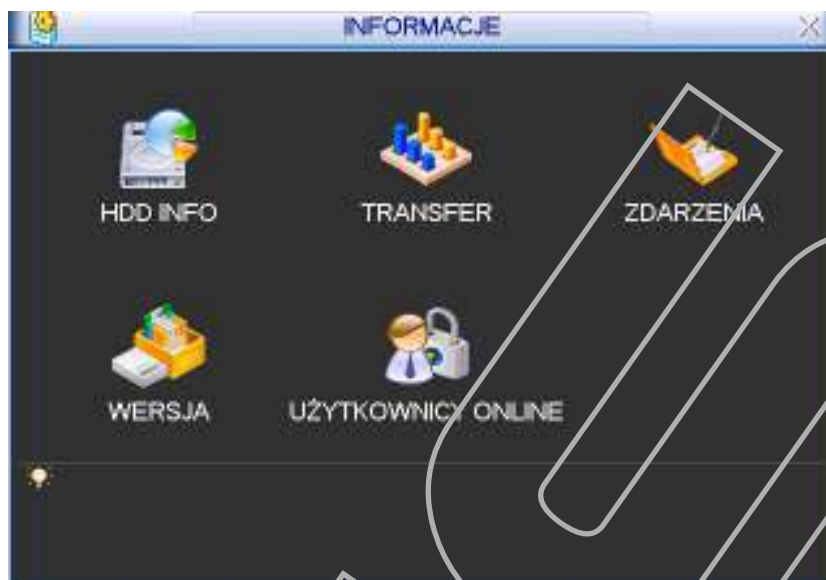 INFORMACJE
HDD INFO
TRANSFER
ZDARZENIA
WERSJA
UŻYTKOWNICY ONLINE